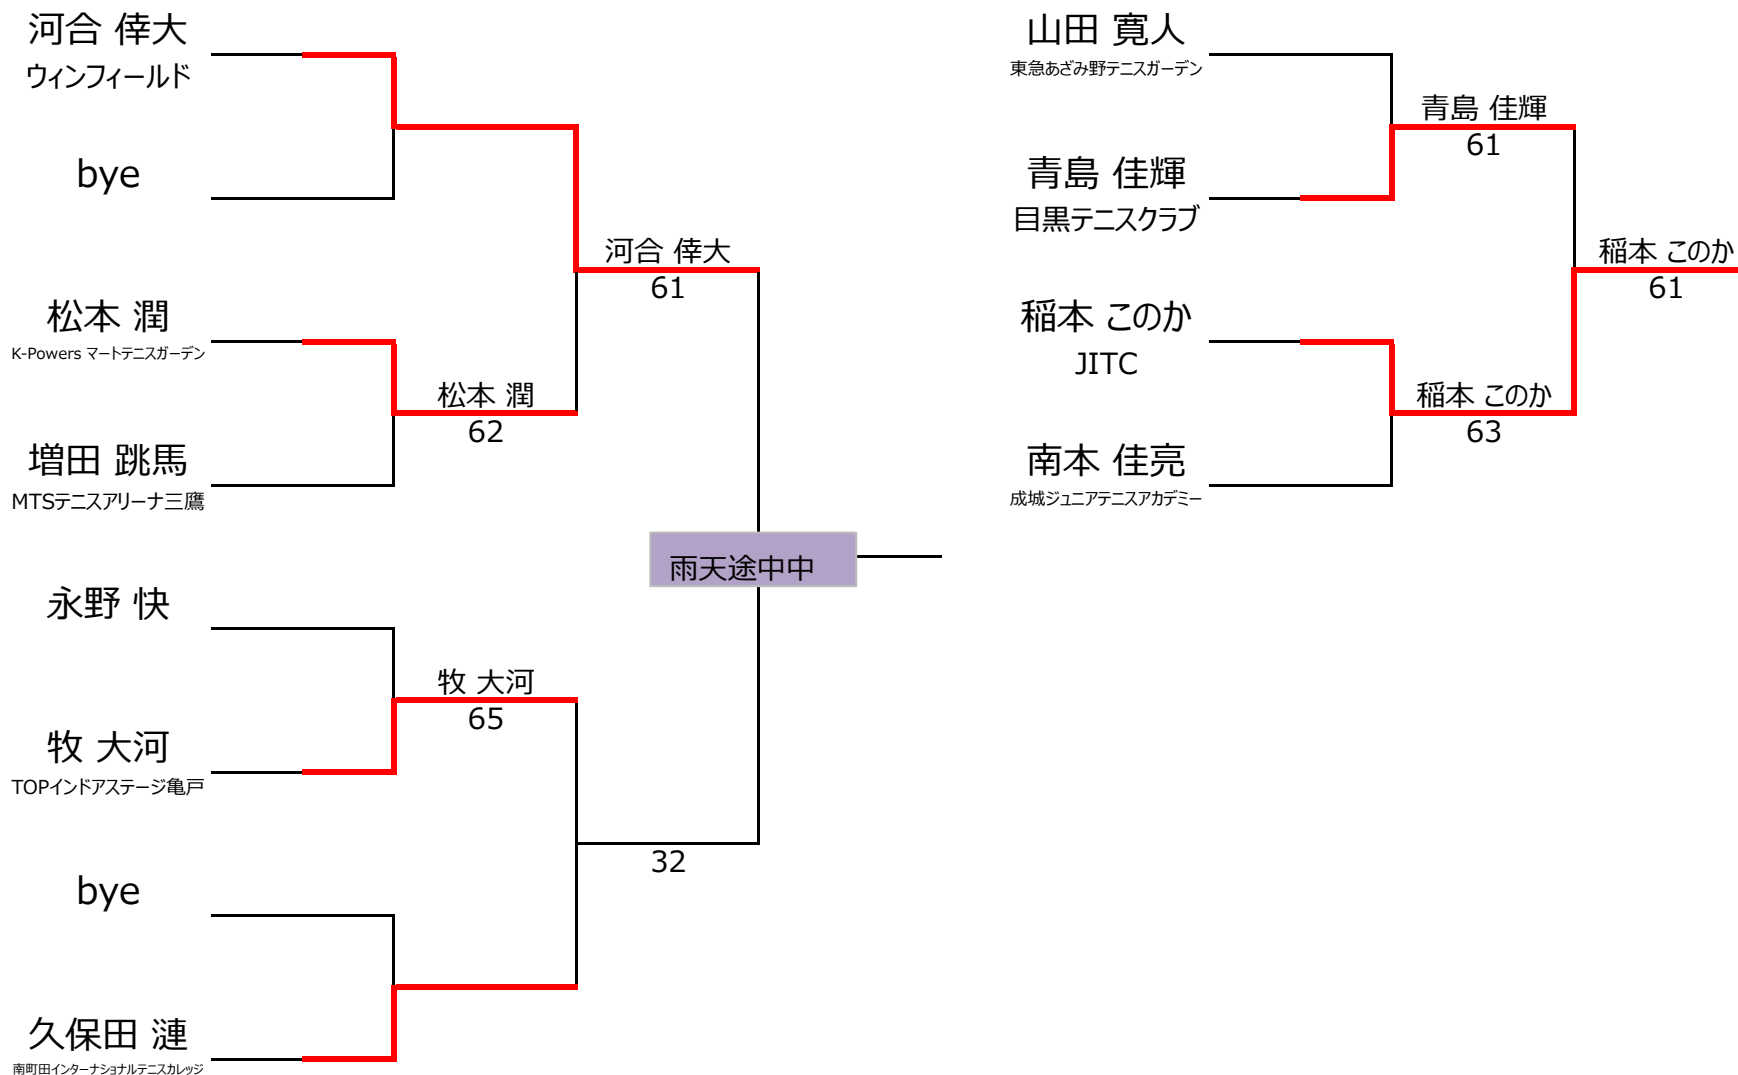 河合 倖大
ウィンフィールド
bye
河合 倖大
61
松本 潤
K-Powers マートテニスガーデン
松本 潤
62
増田 跳馬
MTSテニスアリーナ三鷹
雨天途中中
永野 快
牧 大河
65
牧 大河
TOPインドアステージ亀戸
32
bye
久保田 漣
南町田インターナショナルテニスカレッジ
山田 寛人
東急あざみ野テニスガーデン
青島 佳輝
61
青島 佳輝
目黒テニスクラブ
稲本 このか
61
稲本 このか
JITC
稲本 このか
63
南本 佳亮
成城ジュニアテニスアカデミー